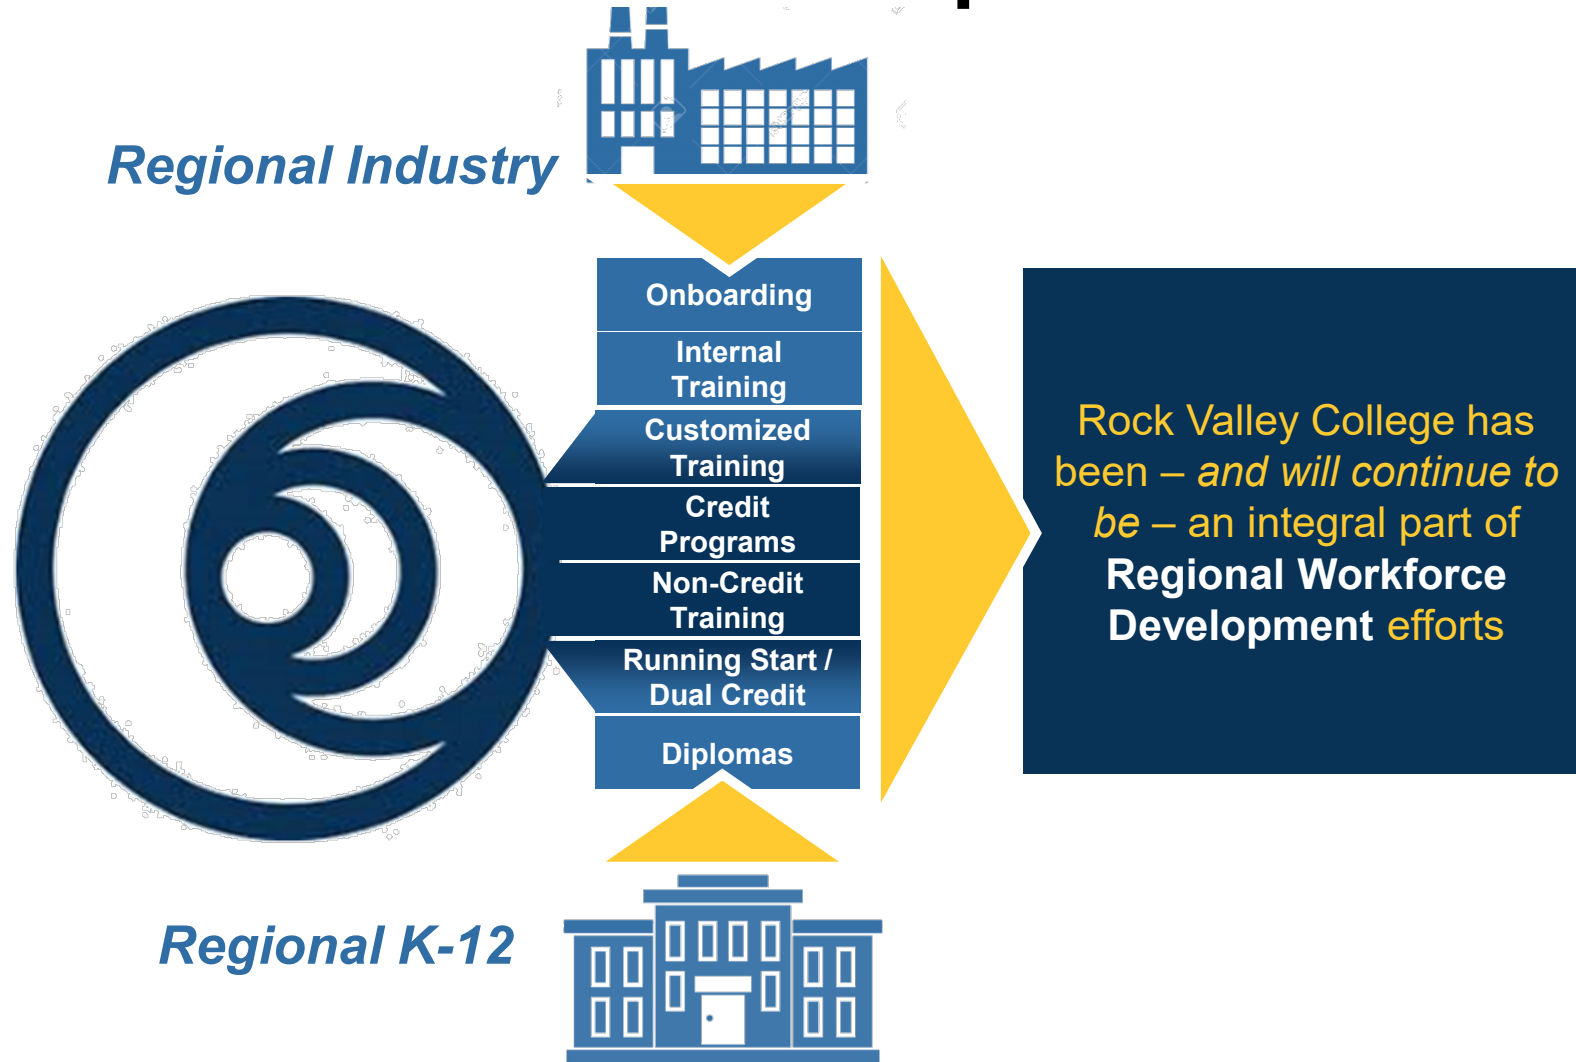 Regional Industry
Onboarding
Internal
Training
Customized
Training
Credit
Programs
Non-Credit
Training
Running Start /
Dual Credit
Diplomas
Regional K-12
Rock Valley College has
been – and will continue to
be – an integral part of
Regional Workforce
Development efforts